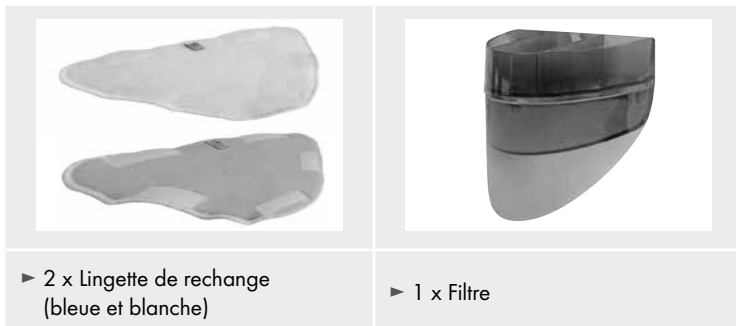 ► 2 x Lingette de rechange
(bleue et blanche)
► 1 x Filtre